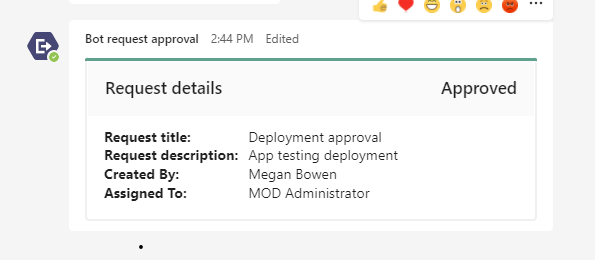 Bot request approval 2:44 PM Edited
Request details Approved
Request title: Deployment approval
Request description: App testing deployment
Created By: Megan Bowen
Assigned To: MOD Administrator